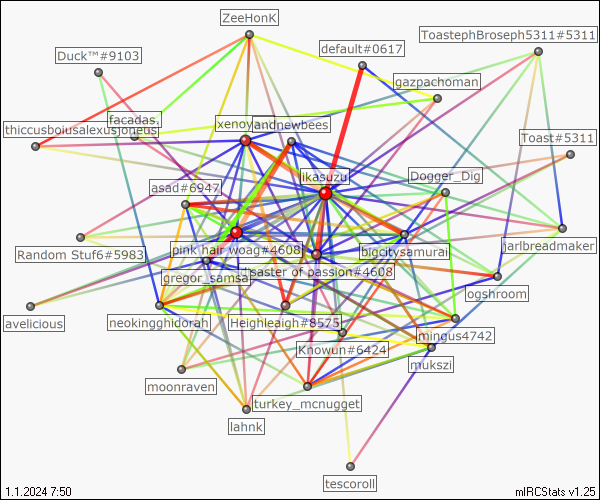 ZeeHonK
ToastephBroseph5311#5311
default#0617
Duck™#9103
gazpachoman
facadas.
andnewbees
thiccusboiusalexusjoneus
Toast#5311
likasuzu
Dogger_Dig
asad#6947
pink hair woag#4608
bigcitysamurai
jarlbreadmaker
Random Stuf6#5983
disaster of passion#4608
gregor_samsa
ogshroom
avelicious
neokingghidorah
Heighleaigh#8575
mingus4742
Knowun#6424
mukszi
moonraven
turkey_mcnugget
lahnk
tescoroll
1.1.2024 7:50
mIRCStats v1.25